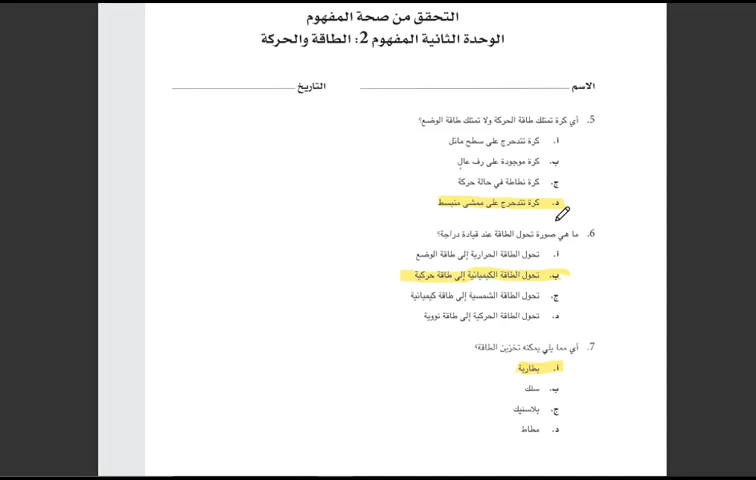 التحقق من صحة المفهوم
الوحدة الثانية المفهوم 2: الطاقة والحركة
الاسم التاريخ
5. أي كرة تمتلك طاقة الحركة ولا تمتلك طاقة الوضع؟
أ. كرة تتدحرج على سطح مائل
ب. كرة موجودة على رف عالٍ
ج. كرة نطاطة في حالة حركة
د. كرة تتدحرج على ممشى منبسط
6. ما هي صورة تحول الطاقة عند قيادة دراجة؟
أ. تحول الطاقة الحرارية إلى طاقة الوضع
ب. تحول الطاقة الكيميائية إلى طاقة حركية
ج. تحول الطاقة الشمسية إلى طاقة كيميائية
د. تحول الطاقة الحركية إلى طاقة نووية
7. أي مما يلي يمكنه تخزين الطاقة؟
أ. بطارية
ب. سلك
ج. بلاستيك
د. مطاط